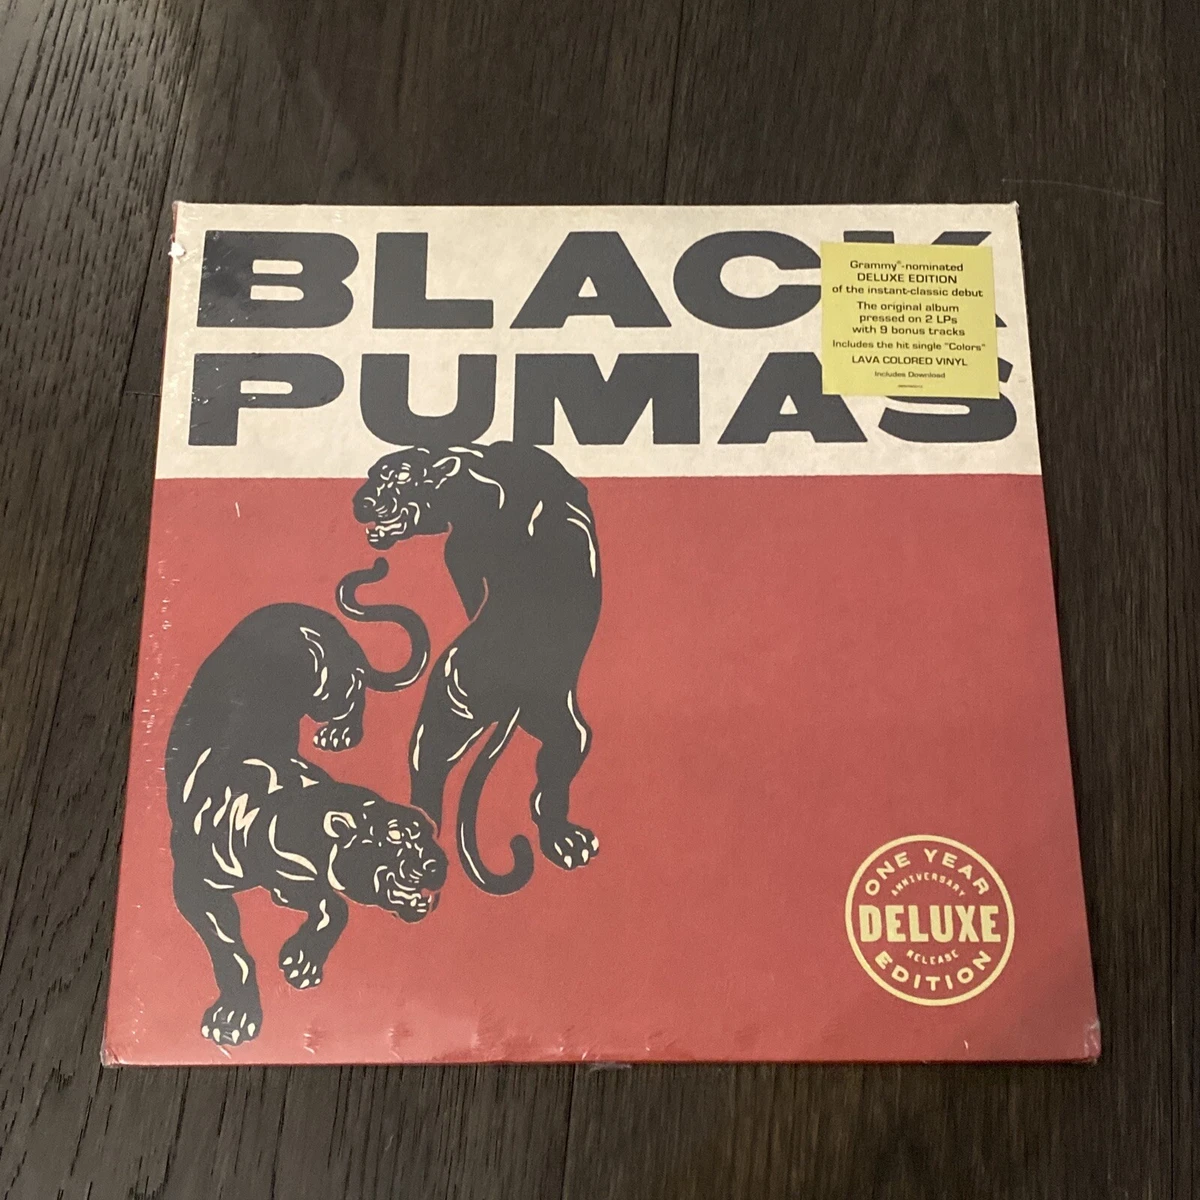 BLACK
PUMAS
Grammy®-nominated
DELUXE EDITION
of the instant-classic debut
The original album
pressed on 2 LPs
with 9 bonus tracks
Includes the hit single "Colors"
LAVA COLORED VINYL
Includes Download
ONE YEAR
ANNIVERSARY
DELUXE
RELEASE
EDITION